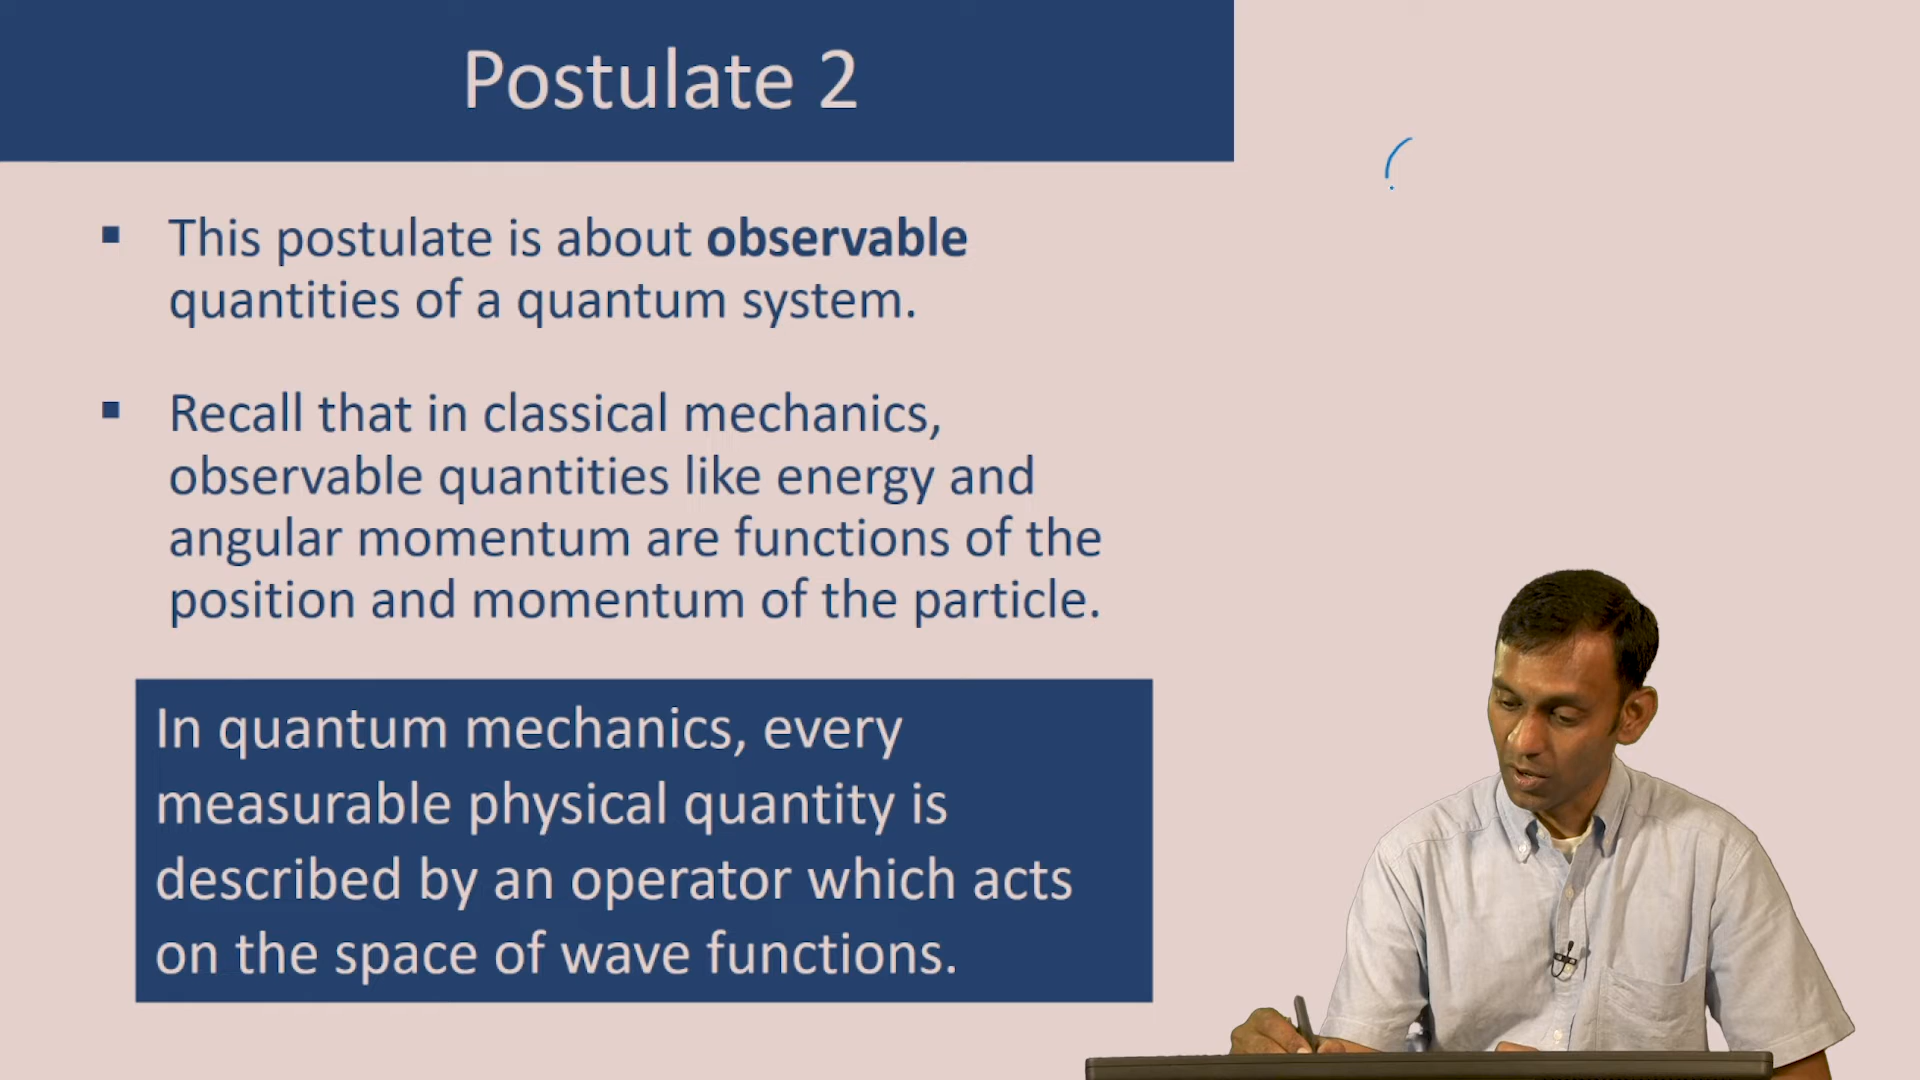 Postulate 2
▪ This postulate is about observable
quantities of a quantum system.
▪ Recall that in classical mechanics,
observable quantities like energy and
angular momentum are functions of the
position and momentum of the particle.
In quantum mechanics, every
measurable physical quantity is
described by an operator which acts
on the space of wave functions.